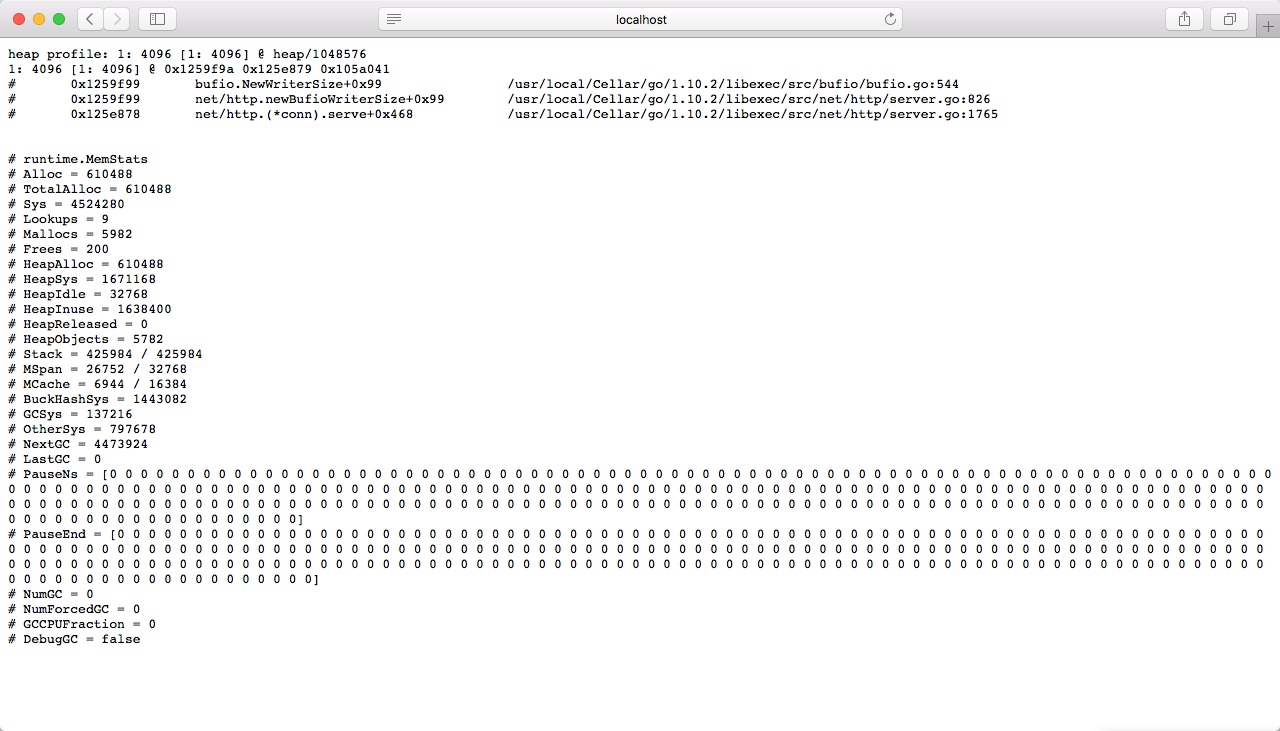 localhost
heap profile: 1: 4096 [1: 4096] @ heap/1048576
1: 4096 [1: 4096] @ 0x1259f9a 0x125e879 0x105a041
# 0x1259f99 bufio.NewWriterSize+0x99 /usr/local/Cellar/go/1.10.2/libexec/src/bufio/bufio.go:544
# 0x1259f99 net/http.newBufioWriterSize+0x99 /usr/local/Cellar/go/1.10.2/libexec/src/net/http/server.go:826
# 0x125e878 net/http.(*conn).serve+0x468 /usr/local/Cellar/go/1.10.2/libexec/src/net/http/server.go:1765
# runtime.MemStats
# Alloc = 610488
# TotalAlloc = 610488
# Sys = 4524280
# Lookups = 9
# Mallocs = 5982
# Frees = 200
# HeapAlloc = 610488
# HeapSys = 1671168
# HeapIdle = 32768
# HeapInuse = 1638400
# HeapReleased = 0
# HeapObjects = 5782
# Stack = 425984 / 425984
# MSpan = 26752 / 32768
# MCache = 6944 / 16384
# BuckHashSys = 1443082
# GCSys = 137216
# OtherSys = 797678
# NextGC = 4473924
# LastGC = 0
# PauseNs = [0 0 0 0 0 0 0 0 0 0 0 0 0 0 0 0 0 0 0 0 0 0 0 0 0 0 0 0 0 0 0 0 0 0 0 0 0 0 0 0 0 0 0 0 0 0 0 0 0 0 0 0 0 0 0 0 0 0 0 0 0 0 0 0 0 0 0 0 0 0 0 0 0 0 0
0 0 0 0 0 0 0 0 0 0 0 0 0 0 0 0 0 0 0 0 0 0 0 0 0 0 0 0 0 0 0 0 0 0 0 0 0 0 0 0 0 0 0 0 0 0 0 0 0 0 0 0 0 0 0 0 0 0 0 0 0 0 0 0 0 0 0 0 0 0 0 0 0 0 0 0 0 0 0 0 0
0 0 0 0 0 0 0 0 0 0 0 0 0 0 0 0 0 0 0 0 0 0 0 0 0 0 0 0 0 0 0 0 0 0 0 0 0 0 0 0 0 0 0 0 0 0 0 0 0 0 0 0 0 0 0 0 0 0 0 0 0 0 0 0 0 0 0 0 0 0 0 0 0 0 0 0 0 0 0 0 0
0 0 0 0 0 0 0 0 0 0 0 0 0 0 0 0 0 0 0]
# PauseEnd = [0 0 0 0 0 0 0 0 0 0 0 0 0 0 0 0 0 0 0 0 0 0 0 0 0 0 0 0 0 0 0 0 0 0 0 0 0 0 0 0 0 0 0 0 0 0 0 0 0 0 0 0 0 0 0 0 0 0 0 0 0 0 0 0 0 0 0 0 0 0 0 0 0 0
0 0 0 0 0 0 0 0 0 0 0 0 0 0 0 0 0 0 0 0 0 0 0 0 0 0 0 0 0 0 0 0 0 0 0 0 0 0 0 0 0 0 0 0 0 0 0 0 0 0 0 0 0 0 0 0 0 0 0 0 0 0 0 0 0 0 0 0 0 0 0 0 0 0 0 0 0 0 0 0 0
0 0 0 0 0 0 0 0 0 0 0 0 0 0 0 0 0 0 0 0 0 0 0 0 0 0 0 0 0 0 0 0 0 0 0 0 0 0 0 0 0 0 0 0 0 0 0 0 0 0 0 0 0 0 0 0 0 0 0 0 0 0 0 0 0 0 0 0 0 0 0 0 0 0 0 0 0 0 0 0 0
0 0 0 0 0 0 0 0 0 0 0 0 0 0 0 0 0 0 0 0]
# NumGC = 0
# NumForcedGC = 0
# GCCPUFraction = 0
# DebugGC = false